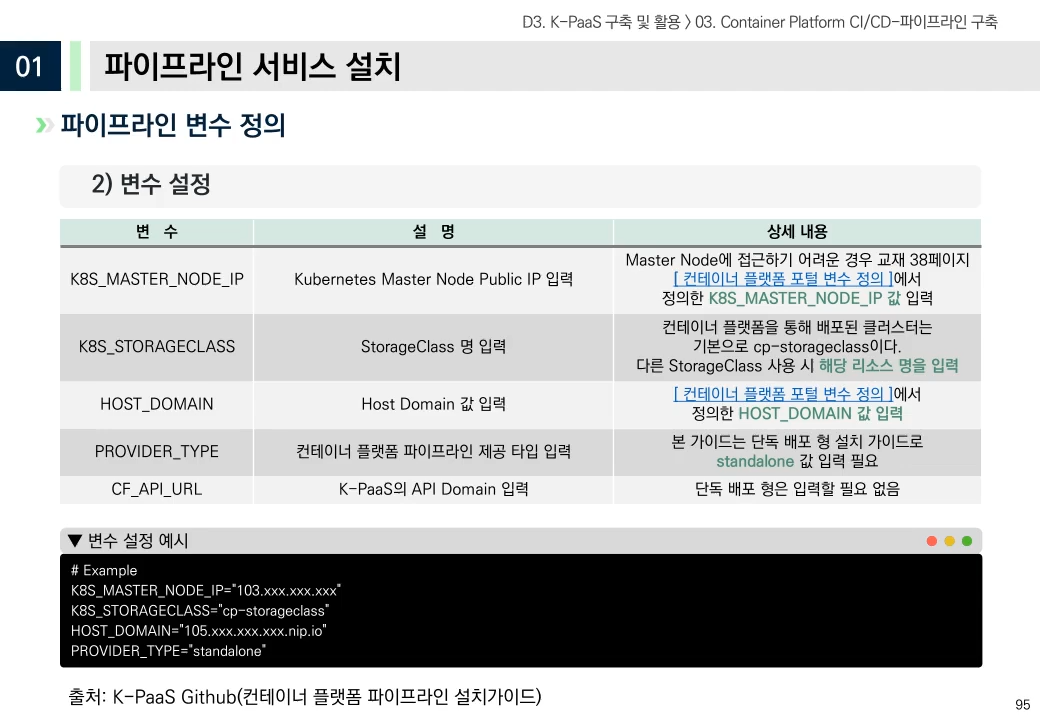 D3. K-PaaS 구축 및 활용 > 03. Container Platform CI/CD-파이프라인 구축
01
파이프라인 서비스 설치
파이프라인 변수 정의
2) 변수 설정
변 수 설 명 상세 내용
K8S_MASTER_NODE_IP Kubernetes Master Node Public IP 입력
Master Node에 접근하기 어려운 경우 교재 38페이지
[ 컨테이너 플랫폼 포털 변수 정의 ]에서
정의한 K8S_MASTER_NODE_IP 값 입력
K8S_STORAGECLASS StorageClass 명 입력
컨테이너 플랫폼을 통해 배포된 클러스터는
기본으로 cp-storageclass이다.
다른 StorageClass 사용 시 해당 리소스 명을 입력
HOST_DOMAIN Host Domain 값 입력
[ 컨테이너 플랫폼 포털 변수 정의 ]에서
정의한 HOST_DOMAIN 값 입력
PROVIDER_TYPE 컨테이너 플랫폼 파이프라인 제공 타입 입력
본 가이드는 단독 배포 형 설치 가이드로
standalone 값 입력 필요
CF_API_URL K-PaaS의 API Domain 입력 단독 배포 형은 입력할 필요 없음
▼ 변수 설정 예시
# Example
K8S_MASTER_NODE_IP="103.xxx.xxx.xxx"
K8S_STORAGECLASS="cp-storageclass"
HOST_DOMAIN="105.xxx.xxx.xxx.nip.io"
PROVIDER_TYPE="standalone"
출처: K-PaaS Github(컨테이너 플랫폼 파이프라인 설치가이드)
95